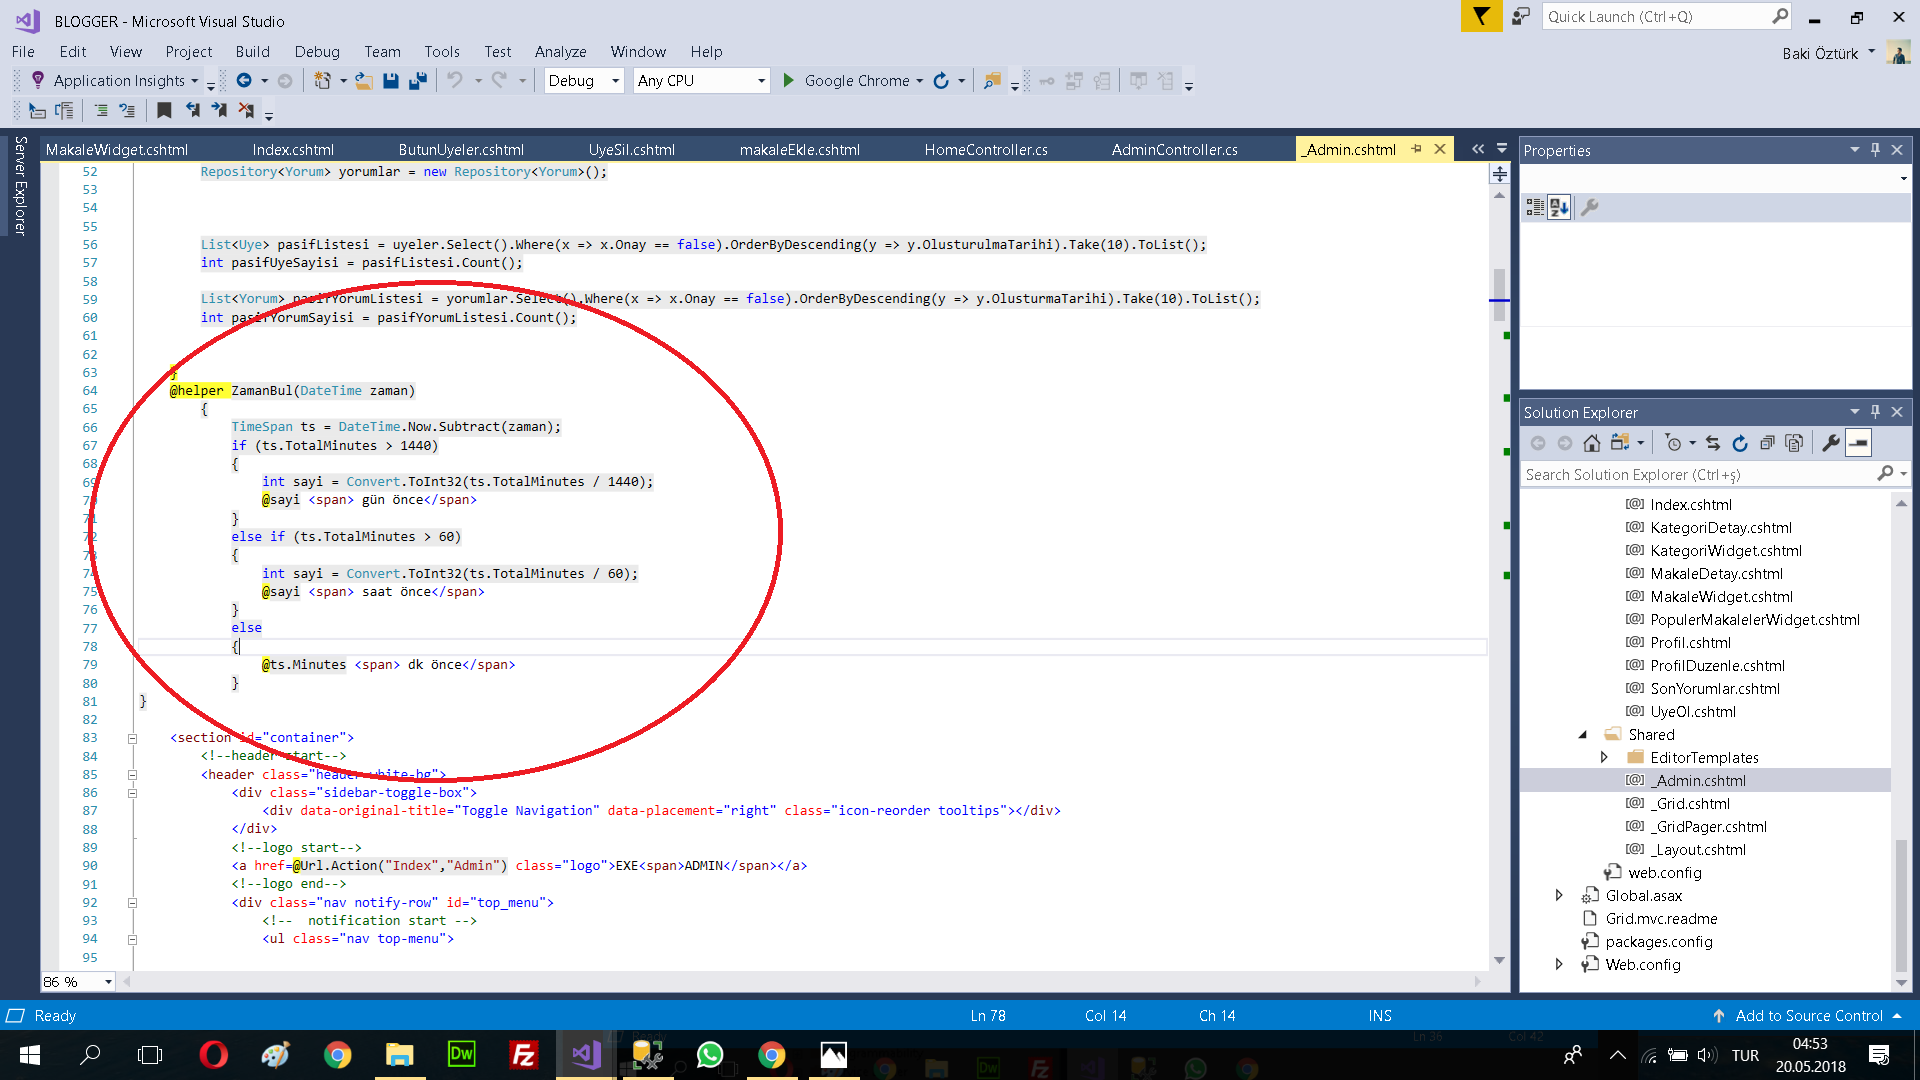 BLOGGER - Microsoft Visual Studio
Quick Launch (Ctrl+Q)
File Edit View Project Build Debug Team Tools Test Analyze Window Help
Baki Öztürk
Application Insights
Debug
Any CPU
Google Chrome
Server Explorer
MakaleWidget.cshtml Index.cshtml ButunUyeler.cshtml UyeSil.cshtml makaleEkle.cshtml HomeController.cs AdminController.cs _Admin.cshtml
52 Repository<Yorum> yorumlar = new Repository<Yorum>();
53
54
55
56 List<Uye> pasifListesi = uyeler.Select().Where(x => x.Onay == false).OrderByDescending(y => y.OlusturulmaTarihi).Take(10).ToList();
57 int pasifUyeSayisi = pasifListesi.Count();
58
59 List<Yorum> pasifYorumListesi = yorumlar.Select().Where(x => x.Onay == false).OrderByDescending(y => y.OlusturmaTarihi).Take(10).ToList();
60 int pasifYorumSayisi = pasifYorumListesi.Count();
61
62
63 }
64 @helper ZamanBul(DateTime zaman)
65 {
66 TimeSpan ts = DateTime.Now.Subtract(zaman);
67 if (ts.TotalMinutes > 1440)
68 {
69 int sayi = Convert.ToInt32(ts.TotalMinutes / 1440);
70 @sayi <span> gün önce</span>
71 }
72 else if (ts.TotalMinutes > 60)
73 {
74 int sayi = Convert.ToInt32(ts.TotalMinutes / 60);
75 @sayi <span> saat önce</span>
76 }
77 else
78 {
79 @ts.Minutes <span> dk önce</span>
80 }
81 }
82
83 <section id="container">
84 <!--header start-->
85 <header class="header white-bg">
86 <div class="sidebar-toggle-box">
87 <div data-original-title="Toggle Navigation" data-placement="right" class="icon-reorder tooltips"></div>
88 </div>
89 <!--logo start-->
90 <a href=@Url.Action("Index","Admin") class="logo">EXE<span>ADMIN</span></a>
91 <!--logo end-->
92 <div class="nav notify-row" id="top_menu">
93 <!-- notification start -->
94 <ul class="nav top-menu">
95
86 %
Properties
Solution Explorer
Search Solution Explorer (Ctrl+ş)
Index.cshtml
KategoriDetay.cshtml
KategoriWidget.cshtml
MakaleDetay.cshtml
MakaleWidget.cshtml
PopulerMakalelerWidget.cshtml
Profil.cshtml
ProfilDuzenle.cshtml
SonYorumlar.cshtml
UyeOl.cshtml
Shared
EditorTemplates
_Admin.cshtml
_Grid.cshtml
_GridPager.cshtml
_Layout.cshtml
web.config
Global.asax
Grid.mvc.readme
packages.config
Web.config
Ready
Ln 78 Col 14 Ch 14 INS
Add to Source Control
Dw
Fz
TUR
04:53
20.05.2018